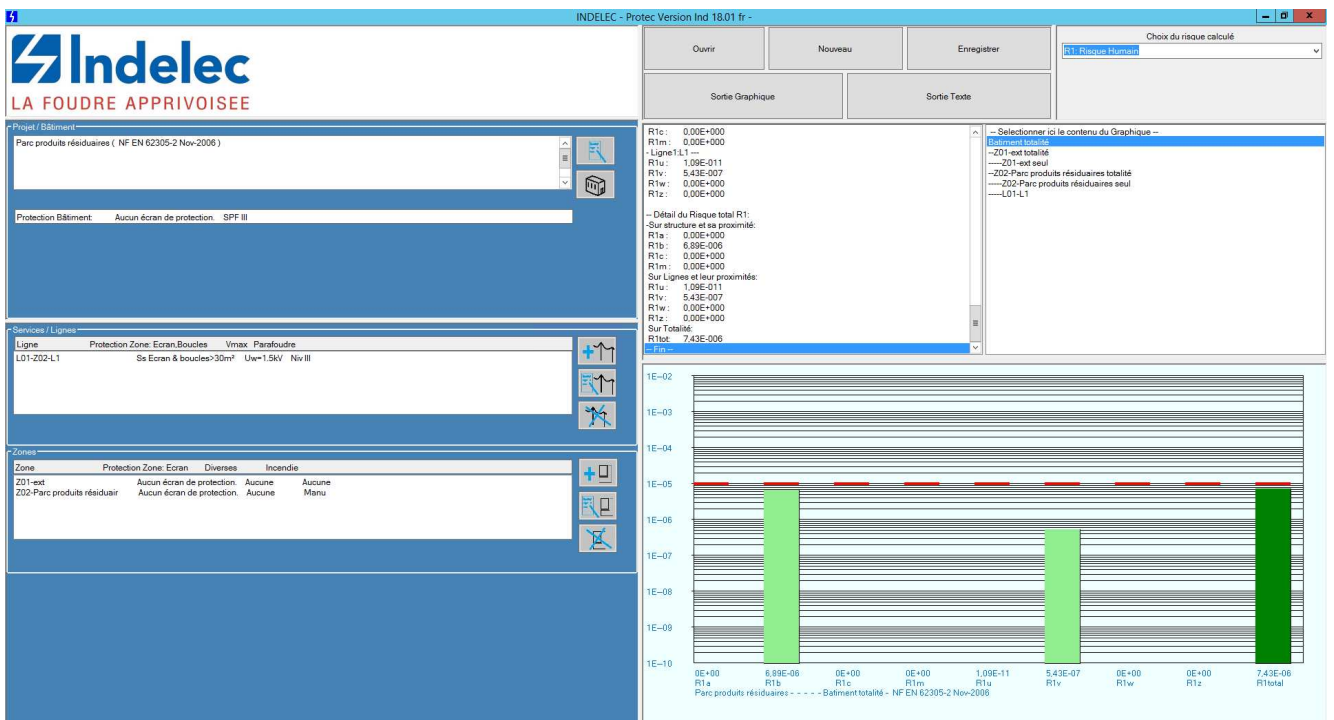 INDELEC - Protec Version Ind 18.01 fr -
Indelec
LA FOUDRE APPRIVOISEE
Ouvrir
Nouveau
Enregistrer
Sortie Graphique
Sortie Texte
Choix du risque calculé
R1: Risque Humain
Projet / Bâtiment
Parc produits résiduaires ( NF EN 62305-2 Nov-2006 )
Protection Bâtiment: Aucun écran de protection. SPF III
Services / Lignes
Ligne Protection Zone: Ecran,Boucles Vmax Parafoudre
L01-Z02-L1 Ss Ecran & boucles>30m² Uw=1.5kV Niv III
Zones
Zone Protection Zone: Ecran Diverses Incendie
Z01-ext Aucun écran de protection. Aucune Aucune
Z02-Parc produits résiduair Aucun écran de protection. Aucune Manu
R1c : 0,00E+000
R1m : 0,00E+000
- Ligne1:L1 ---
R1u : 1,09E-011
R1v : 5,43E-007
R1w : 0,00E+000
R1z : 0,00E+000
-- Détail du Risque total R1:
-Sur structure et sa proximité:
R1a : 0,00E+000
R1b : 6,89E-006
R1c : 0,00E+000
R1m : 0,00E+000
Sur Lignes et leur proximités:
R1u : 1,09E-011
R1v : 5,43E-007
R1w : 0,00E+000
R1z : 0,00E+000
Sur Totalité:
R1tot: 7,43E-006
-- Fin --
-- Selectionner ici le contenu du Graphique --
Batiment totalité
--Z01-ext totalité
-----Z01-ext seul
--Z02-Parc produits résiduaires totalité
-----Z02-Parc produits résiduaires seul
-----L01-L1
1E-02
1E-03
1E-04
1E-05
1E-06
1E-07
1E-08
1E-09
1E-10
0E+00 6,89E-06 0E+00 0E+00 1,09E-11 5,43E-07 0E+00 0E+00 7,43E-06
R1a R1b R1c R1m R1u R1v R1w R1z R1total
Parc produits résiduaires - - - - - Batiment totalité - NF EN 62305-2 Nov-2006